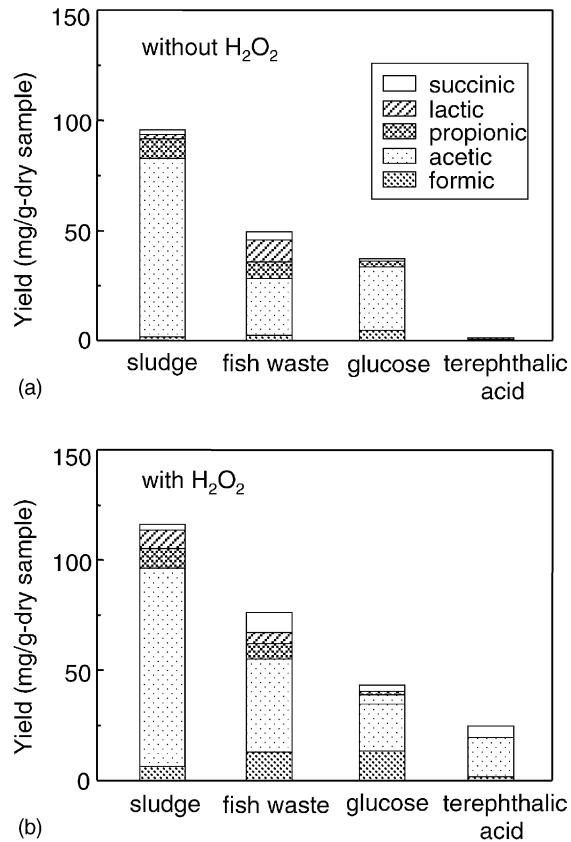 150
without H₂O₂
succinic
lactic
propionic
acetic
formic
100
50
0
Yield (mg/g-dry sample)
sludge fish waste glucose terephthalic
acid
(a)
150
with H₂O₂
100
50
0
Yield (mg/g-dry sample)
sludge fish waste glucose terephthalic
acid
(b)